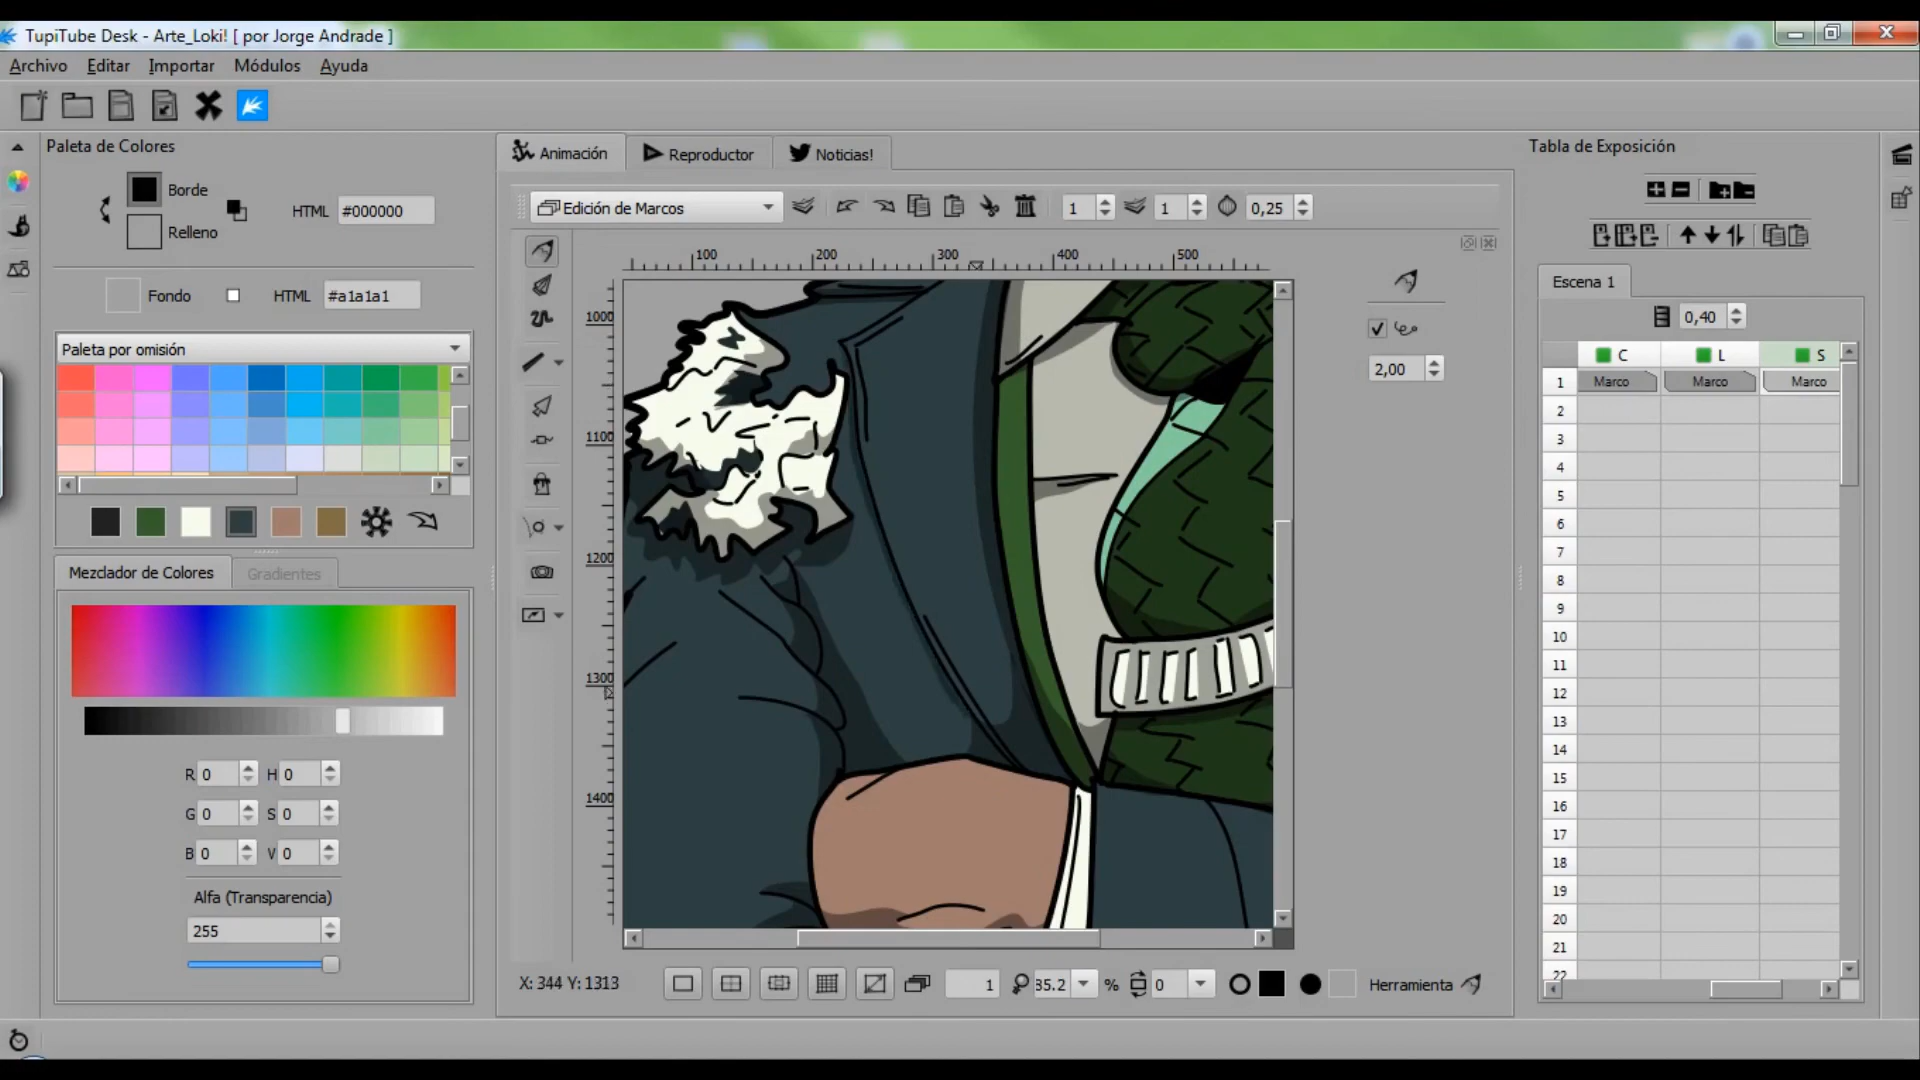 TupiTube Desk - Arte_Loki! [ por Jorge Andrade ]
Archivo Editar Importar Módulos Ayuda
Paleta de Colores
Borde
Relleno
HTML #000000
Fondo HTML #a1a1a1
Paleta por omisión
Mezclador de Colores Gradientes
R 0 H 0
G 0 S 0
B 0 V 0
Alfa (Transparencia)
255
Animación Reproductor Noticias!
Edición de Marcos 1 1 0,25
100 200 300 400 500
1000
1100
1200
1300
1400
2,00
X: 344 Y: 1313 1 % 0 Herramienta
Tabla de Exposición
Escena 1
0,40
C L S
1 Marco Marco Marco
2
3
4
5
6
7
8
9
10
11
12
13
14
15
16
17
18
19
20
21
22